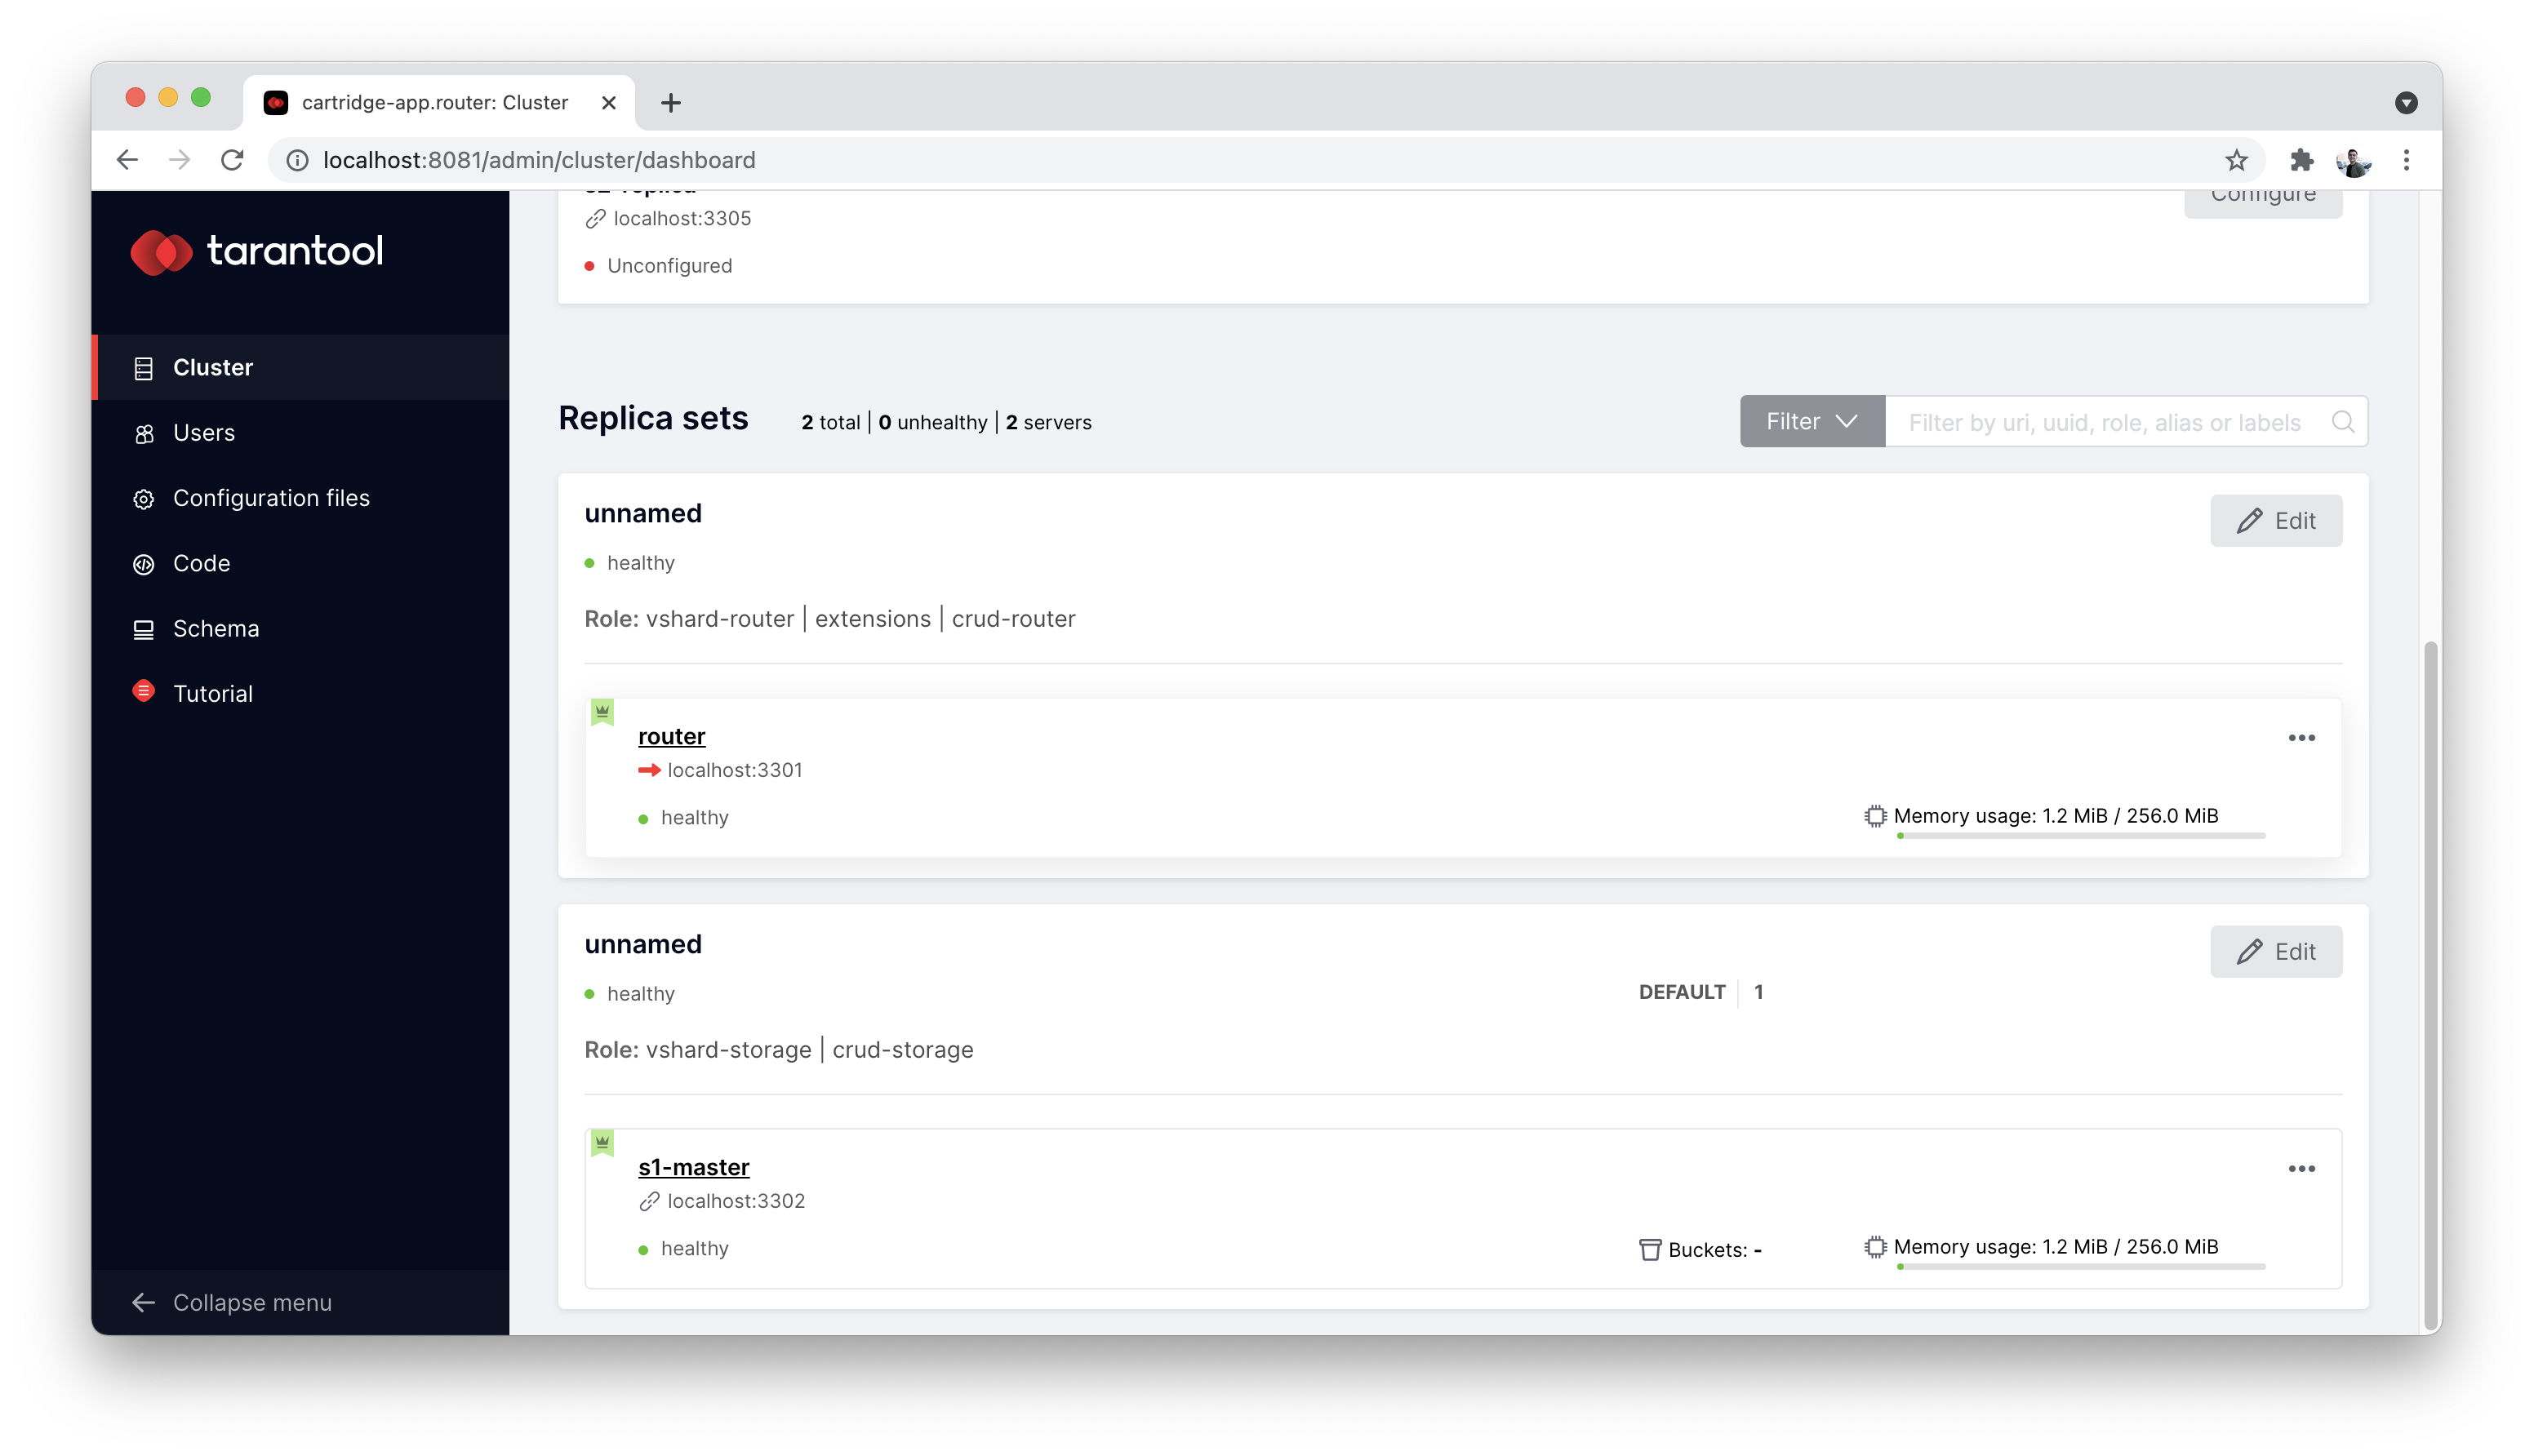 cartridge-app.router: Cluster
localhost:8081/admin/cluster/dashboard
tarantool
Cluster
Users
Configuration files
Code
Schema
Tutorial
Collapse menu
s2-replica
Configure
localhost:3305
Unconfigured
Replica sets 2 total | 0 unhealthy | 2 servers
Filter
Filter by uri, uuid, role, alias or labels
unnamed
Edit
healthy
Role: vshard-router | extensions | crud-router
router
localhost:3301
healthy
Memory usage: 1.2 MiB / 256.0 MiB
unnamed
Edit
healthy
DEFAULT | 1
Role: vshard-storage | crud-storage
s1-master
localhost:3302
healthy
Buckets: -
Memory usage: 1.2 MiB / 256.0 MiB